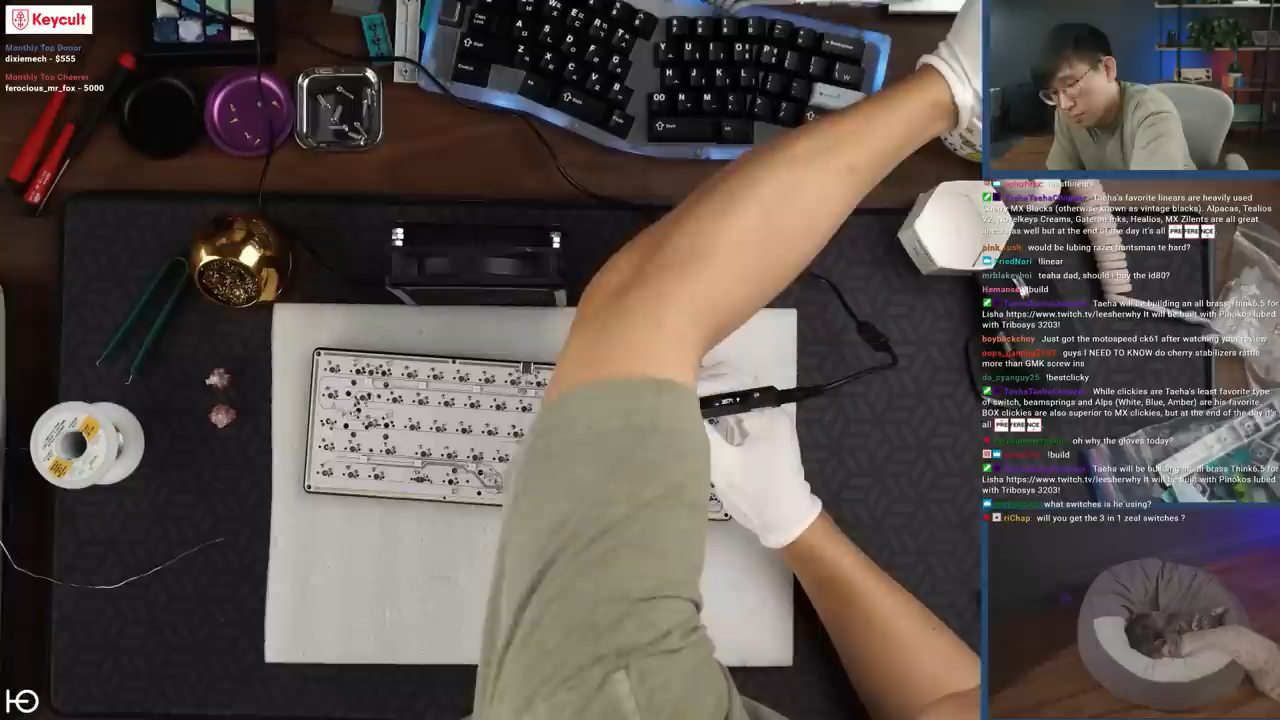 Keycult
Monthly Top Donor
dixiemech - $555
Monthly Top Cheerer
ferocious_mr_fox - 5000
Taeha's favorite linears are heavily used
Cherry MX Blacks (otherwise known as vintage blacks). Alpacas, Tealios
V2, Novelkeys Creams, Gateron Inks, Healios, MX Zilents are all great
linears as well but at the end of the day it's all PREFERENCE
pink_rush would be lubing razer huntsman te hard?
FriedNari !linear
mrblakeyboi teaha dad, should i buy the id80?
!build
Taeha will be building an all brass Think6.5 for
Lisha https://www.twitch.tv/leesherwhy It will be built with Pinokos lubed
with Tribosys 3203!
boybockchoy Just got the motospeed ck61 after watching your review
guys I NEED TO KNOW do cherry stabilizers rattle
more than GMK screw ins
da_cyanguy25 !bestclicky
While clickies are Taeha's least favorite type
of switch, beamsprings and Alps (White, Blue, Amber) are his favorite.
BOX clickies are also superior to MX clickies, but at the end of the day it's
all PREFERENCE
oh why the gloves today?
!build
Taeha will be building an all brass Think6.5 for
Lisha https://www.twitch.tv/leesherwhy It will be built with Pinokos lubed
with Tribosys 3203!
what switches is he using?
riChap will you get the 3 in 1 zeal switches ?